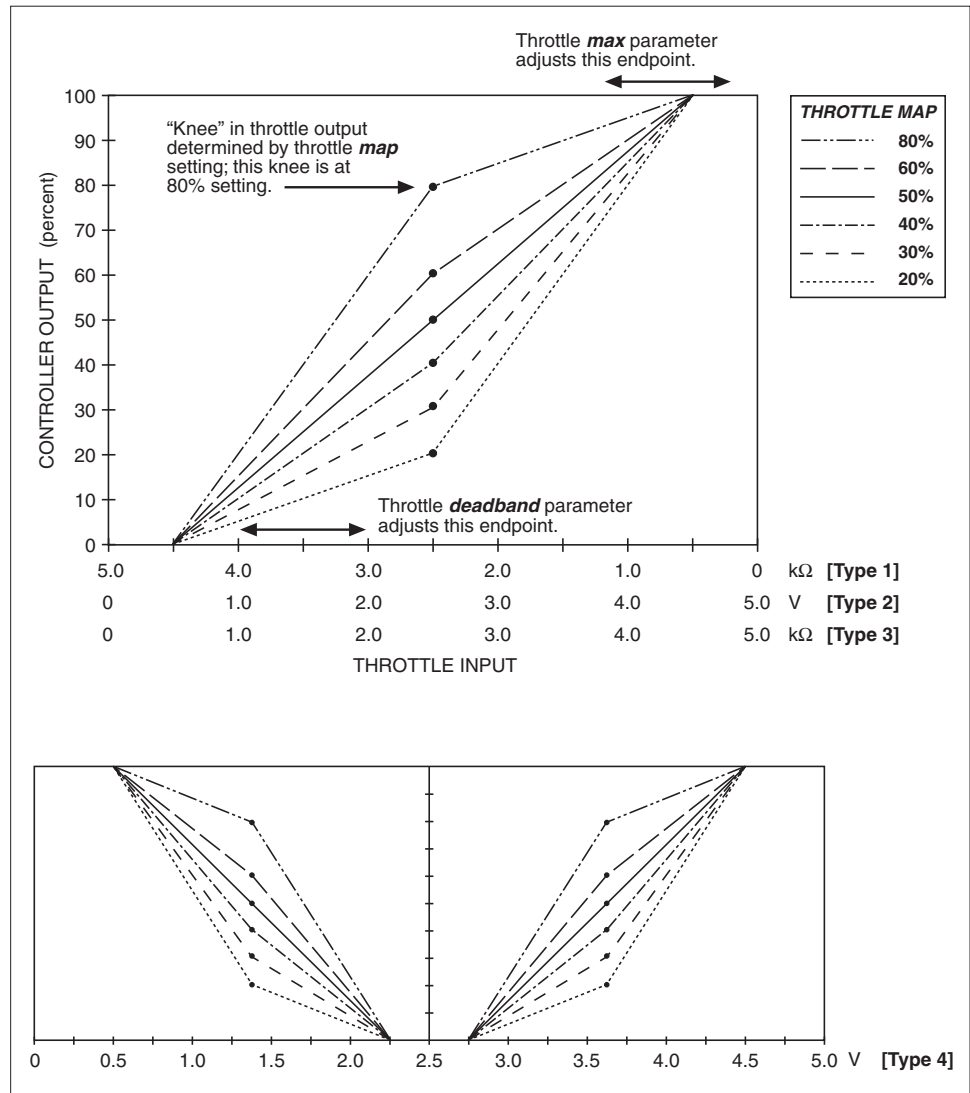 Throttle max parameter
adjusts this endpoint.
100
90
80
70
60
50
40
30
20
10
0
CONTROLLER OUTPUT (percent)
“Knee” in throttle output
determined by throttle map
setting; this knee is at
80% setting.
THROTTLE MAP
80%
60%
50%
40%
30%
20%
Throttle deadband parameter
adjusts this endpoint.
5.0 4.0 3.0 2.0 1.0 0 kΩ [Type 1]
0 1.0 2.0 3.0 4.0 5.0 V [Type 2]
0 1.0 2.0 3.0 4.0 5.0 kΩ [Type 3]
THROTTLE INPUT
0 0.5 1.0 1.5 2.0 2.5 3.0 3.5 4.0 4.5 5.0 V [Type 4]